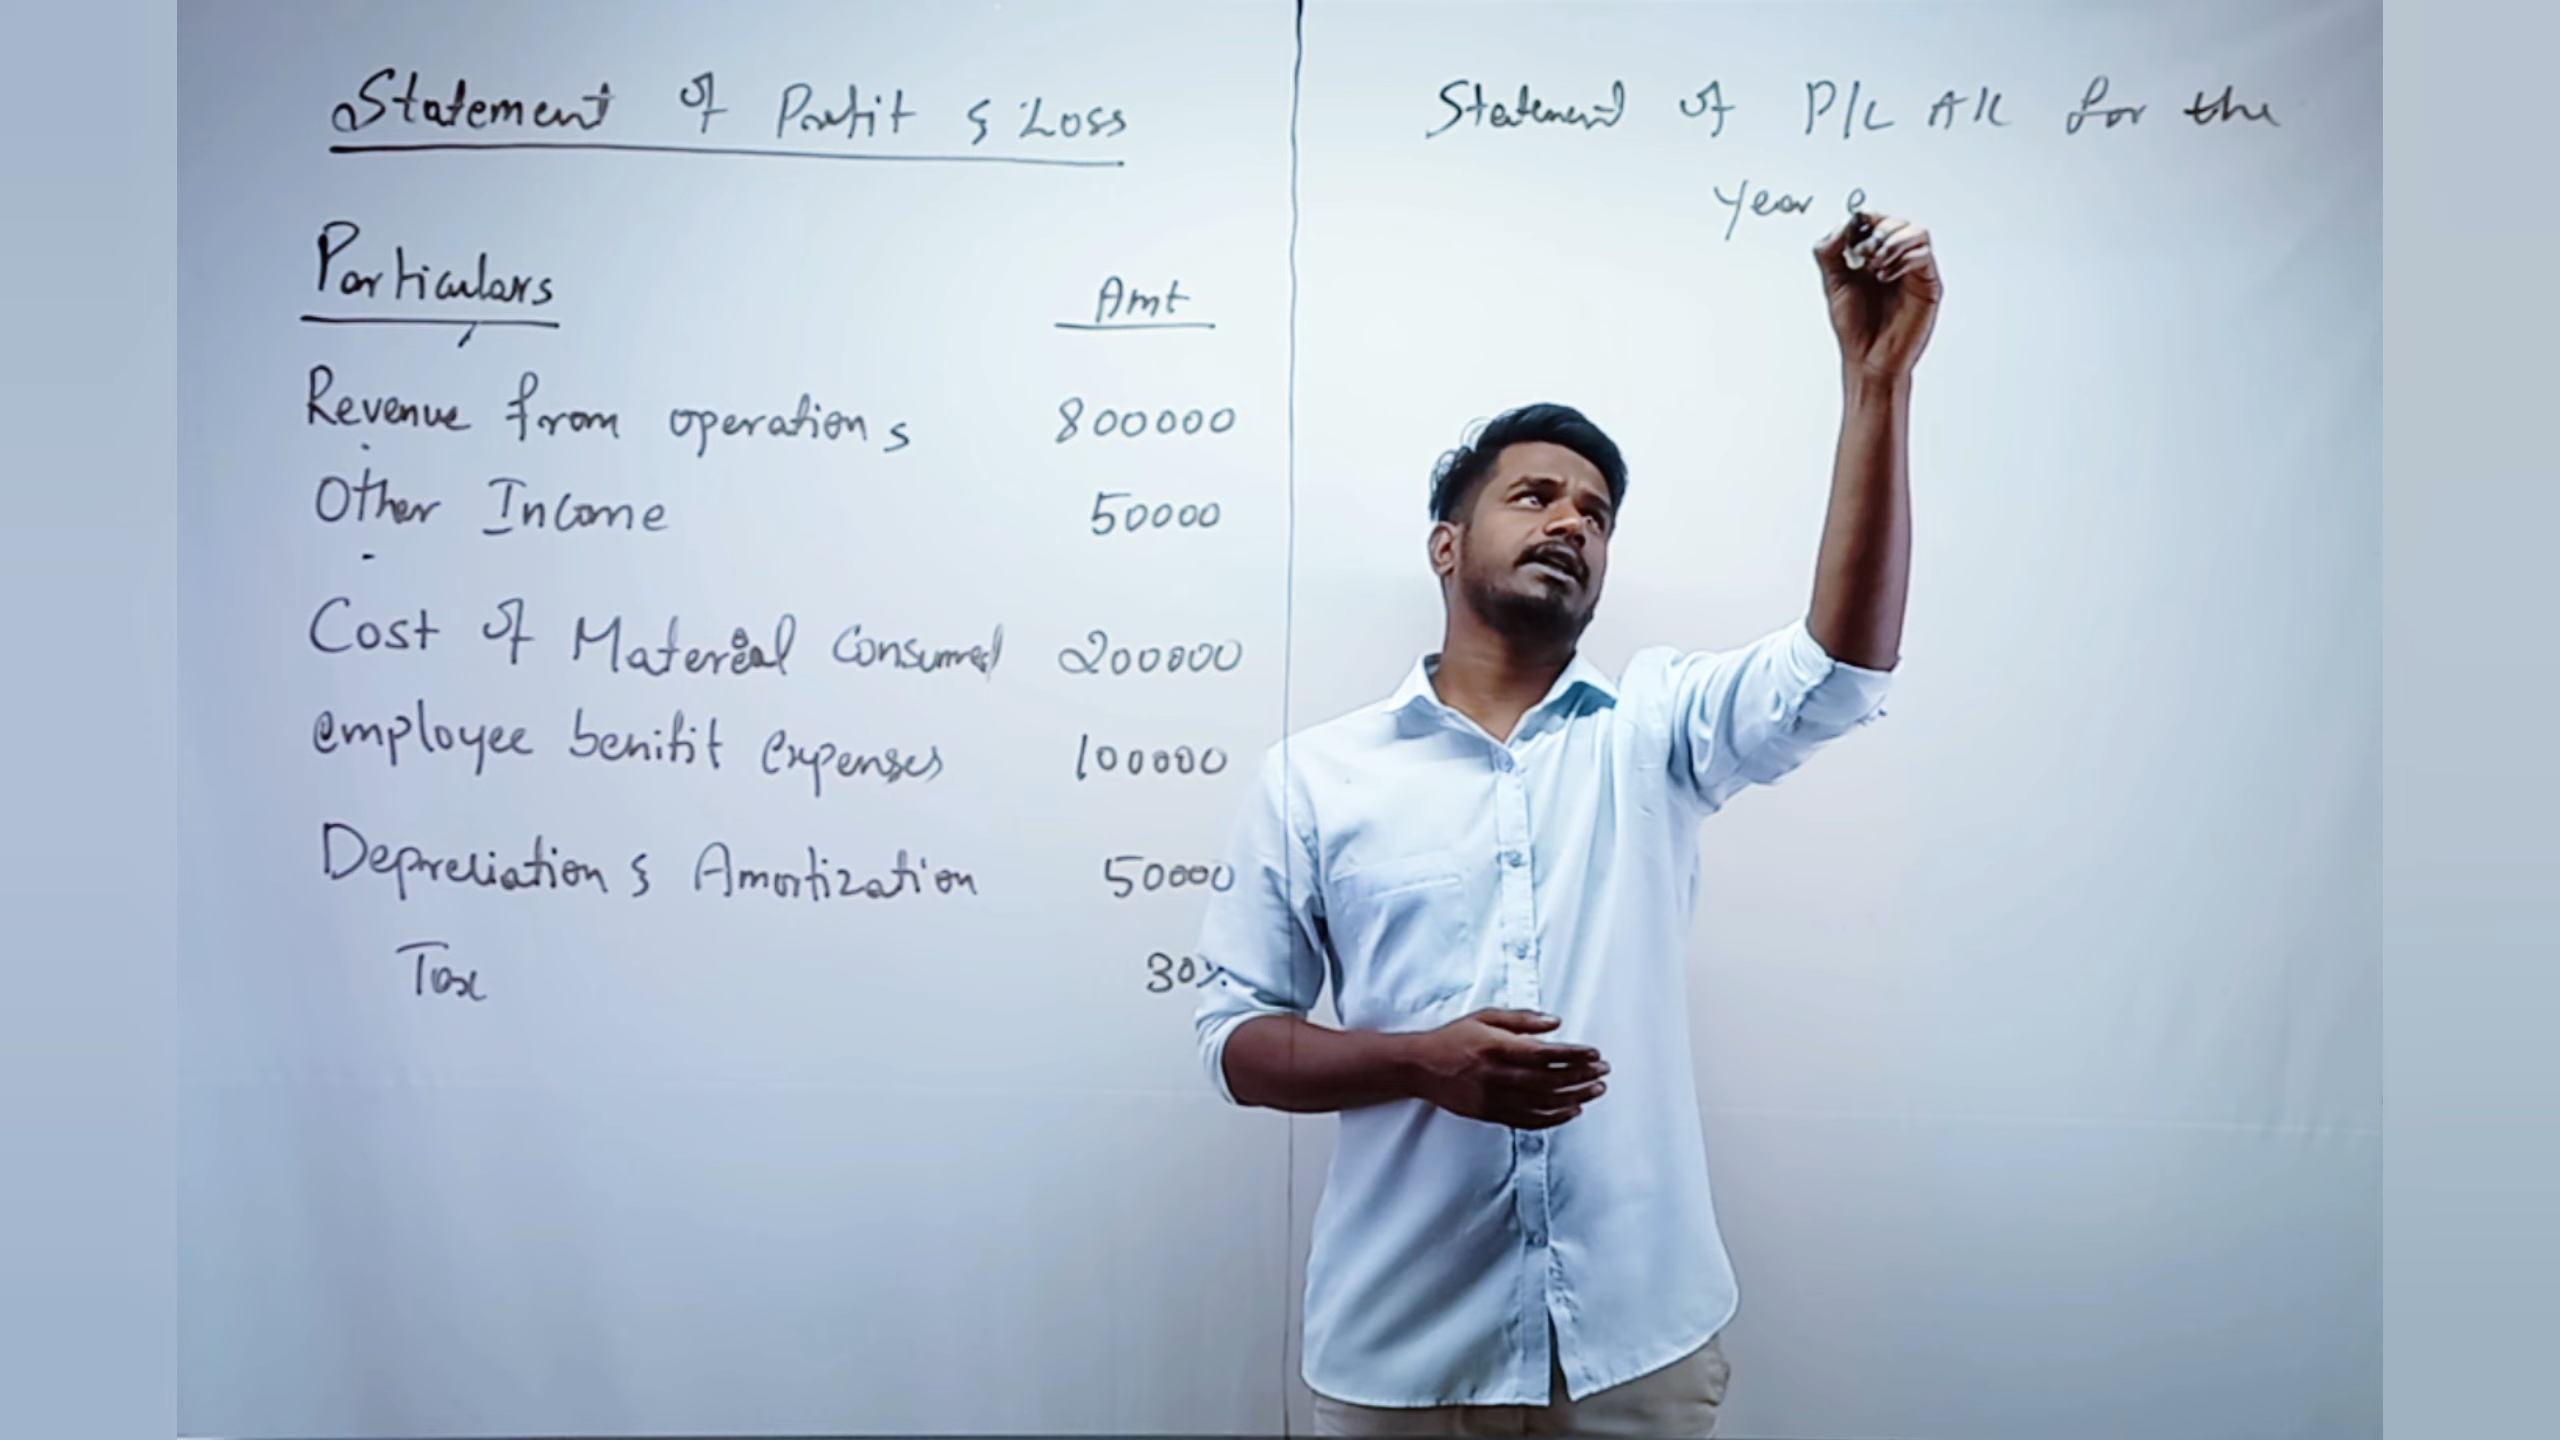 Statement of Profit & Loss
Particulars Amt
Revenue from operations 800000
Other Income 50000
Cost of Matereal Consumed 200000
employee benifit expenses 100000
Depreciation & Amortization 50000
Tax 30%
Statement of P/L A/c for the
Year e